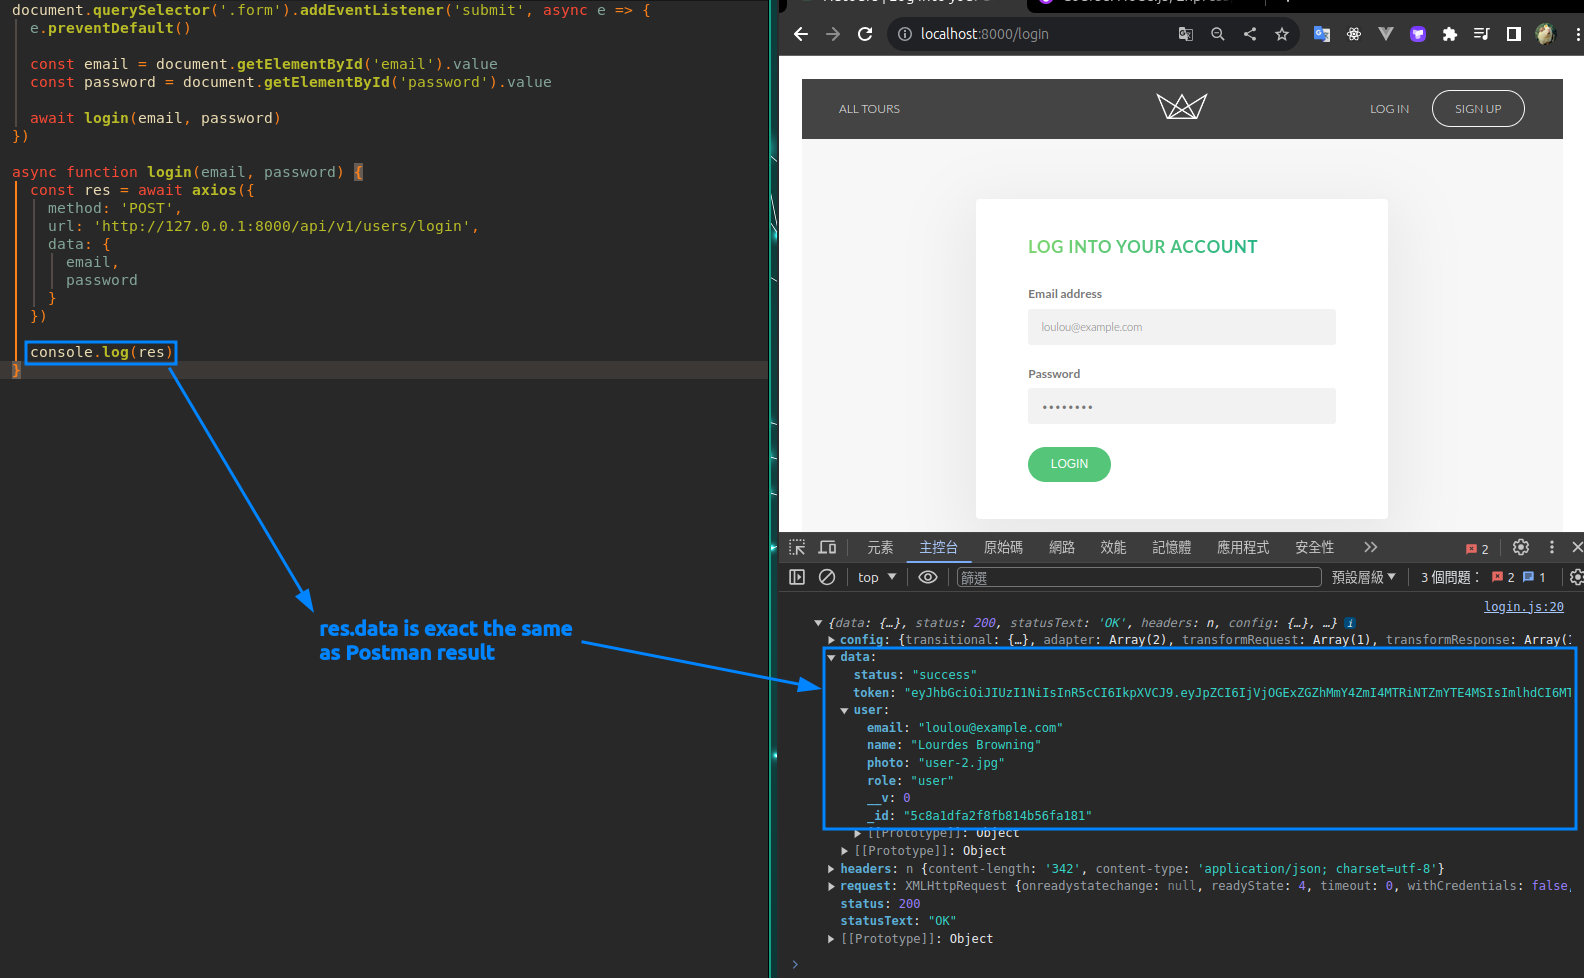 document.querySelector('.form').addEventListener('submit', async e => {
e.preventDefault()
const email = document.getElementById('email').value
const password = document.getElementById('password').value
await login(email, password)
})
async function login(email, password) {
const res = await axios({
method: 'POST',
url: 'http://127.0.0.1:8000/api/v1/users/login',
data: {
email,
password
}
})
console.log(res)
}
res.data is exact the same
as Postman result
localhost:8000/login
ALL TOURS
LOG IN
SIGN UP
LOG INTO YOUR ACCOUNT
Email address
loulou@example.com
Password
••••••••
LOGIN
元素 主控台 原始碼 網路 效能 記憶體 應用程式 安全性 2
top 篩選 預設層級 3 個問題： 2 1
login.js:20
{data: {…}, status: 200, statusText: 'OK', headers: n, config: {…}, …}
config: {transitional: {…}, adapter: Array(2), transformRequest: Array(1), transformResponse: Array(1
data:
status: "success"
token: "eyJhbGciOiJIUzI1NiIsInR5cCI6IkpXVCJ9.eyJpZCI6IjVjOGExZGZhMmY4ZmI4MTRiNTZmYTE4MSIsImlhdCI6MT
user:
email: "loulou@example.com"
name: "Lourdes Browning"
photo: "user-2.jpg"
role: "user"
__v: 0
_id: "5c8a1dfa2f8fb814b56fa181"
[[Prototype]]: Object
[[Prototype]]: Object
headers: n {content-length: '342', content-type: 'application/json; charset=utf-8'}
request: XMLHttpRequest {onreadystatechange: null, readyState: 4, timeout: 0, withCredentials: false,
status: 200
statusText: "OK"
[[Prototype]]: Object